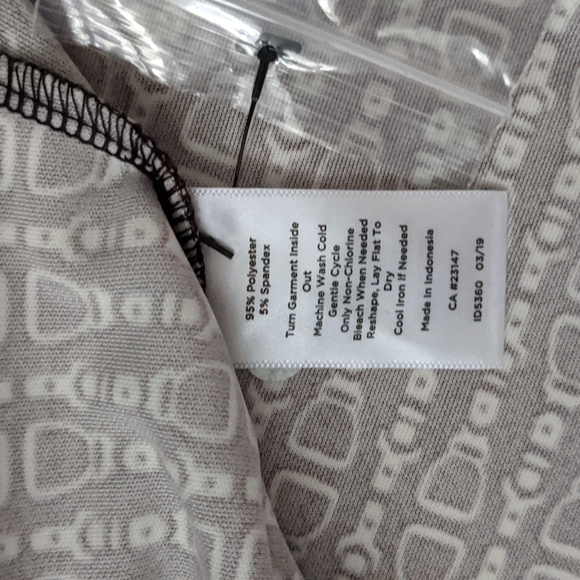 95% Polyester
5% Spandex
Turn Garment Inside
Out
Machine Wash Cold
Gentle Cycle
Only Non-Chlorine
Bleach When Needed
Reshape, Lay Flat To
Dry
Cool Iron If Needed
Made In Indonesia
CA #23147
ID5360 03/19